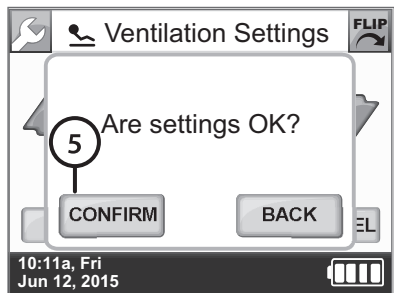 Ventilation Settings
FLIP
Are settings OK?
5
CONFIRM
BACK
EL
10:11a, Fri
Jun 12, 2015